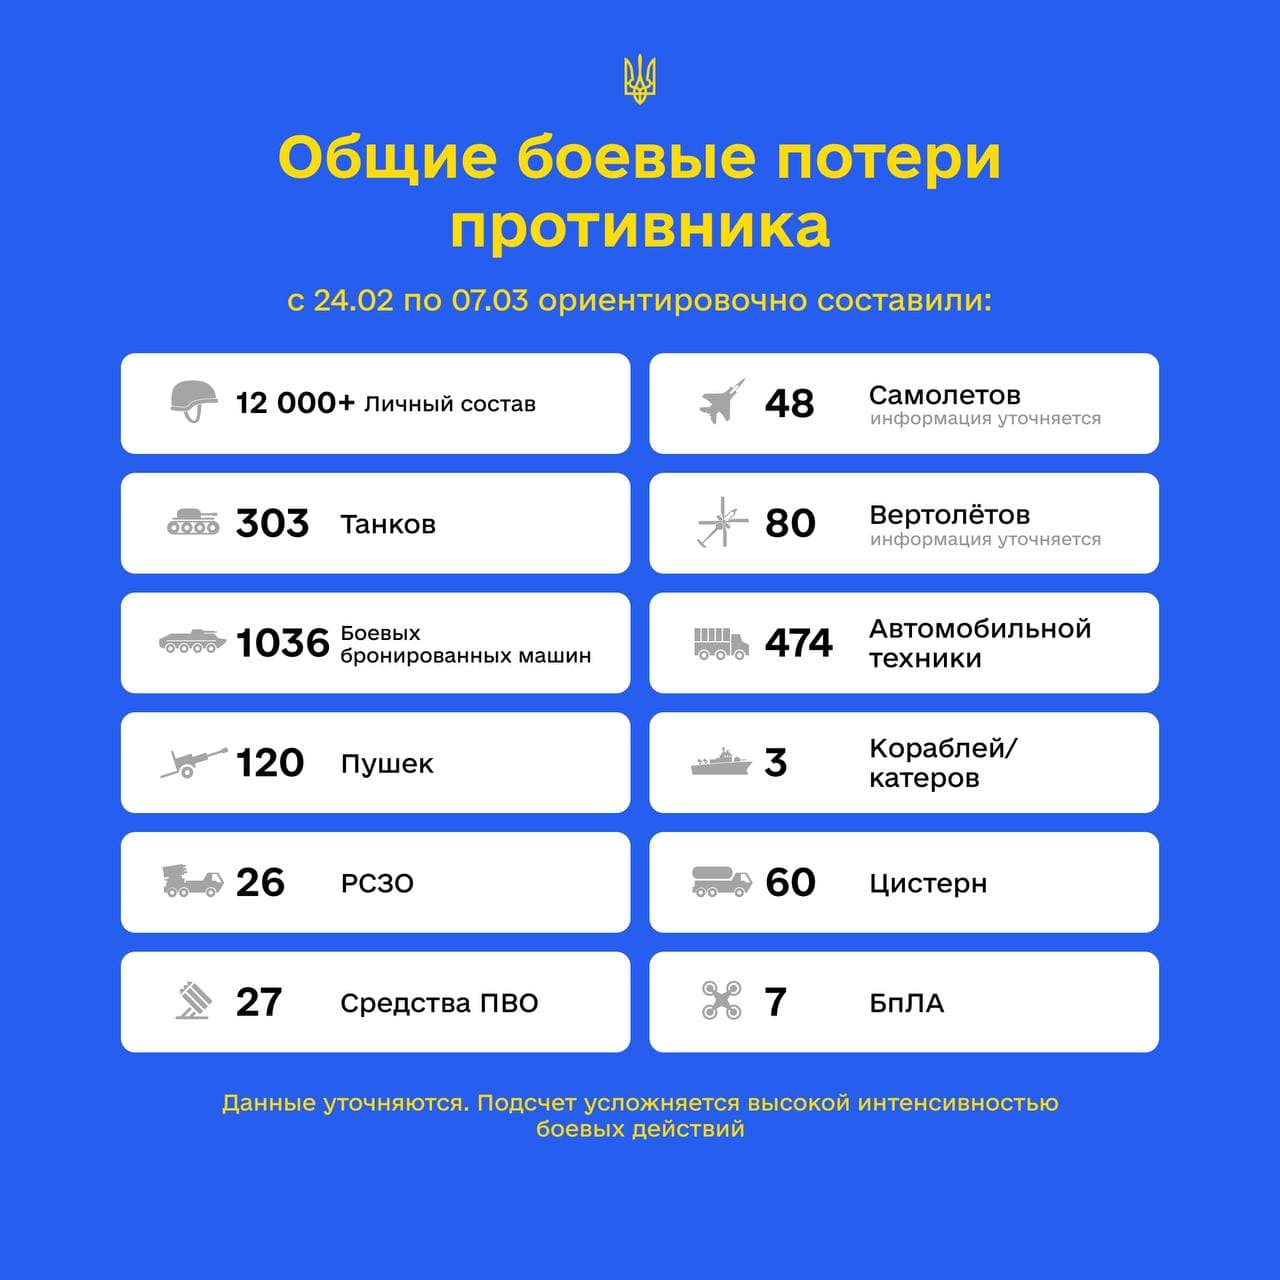 Общие боевые потери
противника
с 24.02 по 07.03 ориентировочно составили:
12 000+ Личный состав
48 Самолетов
информация уточняется
303 Танков
80 Вертолётов
информация уточняется
1036 Боевых
бронированных машин
474 Автомобильной
техники
120 Пушек
3 Кораблей/
катеров
26 РСЗО
60 Цистерн
27 Средства ПВО
7 БпЛА
Данные уточняются. Подсчет усложняется высокой интенсивностью
боевых действий